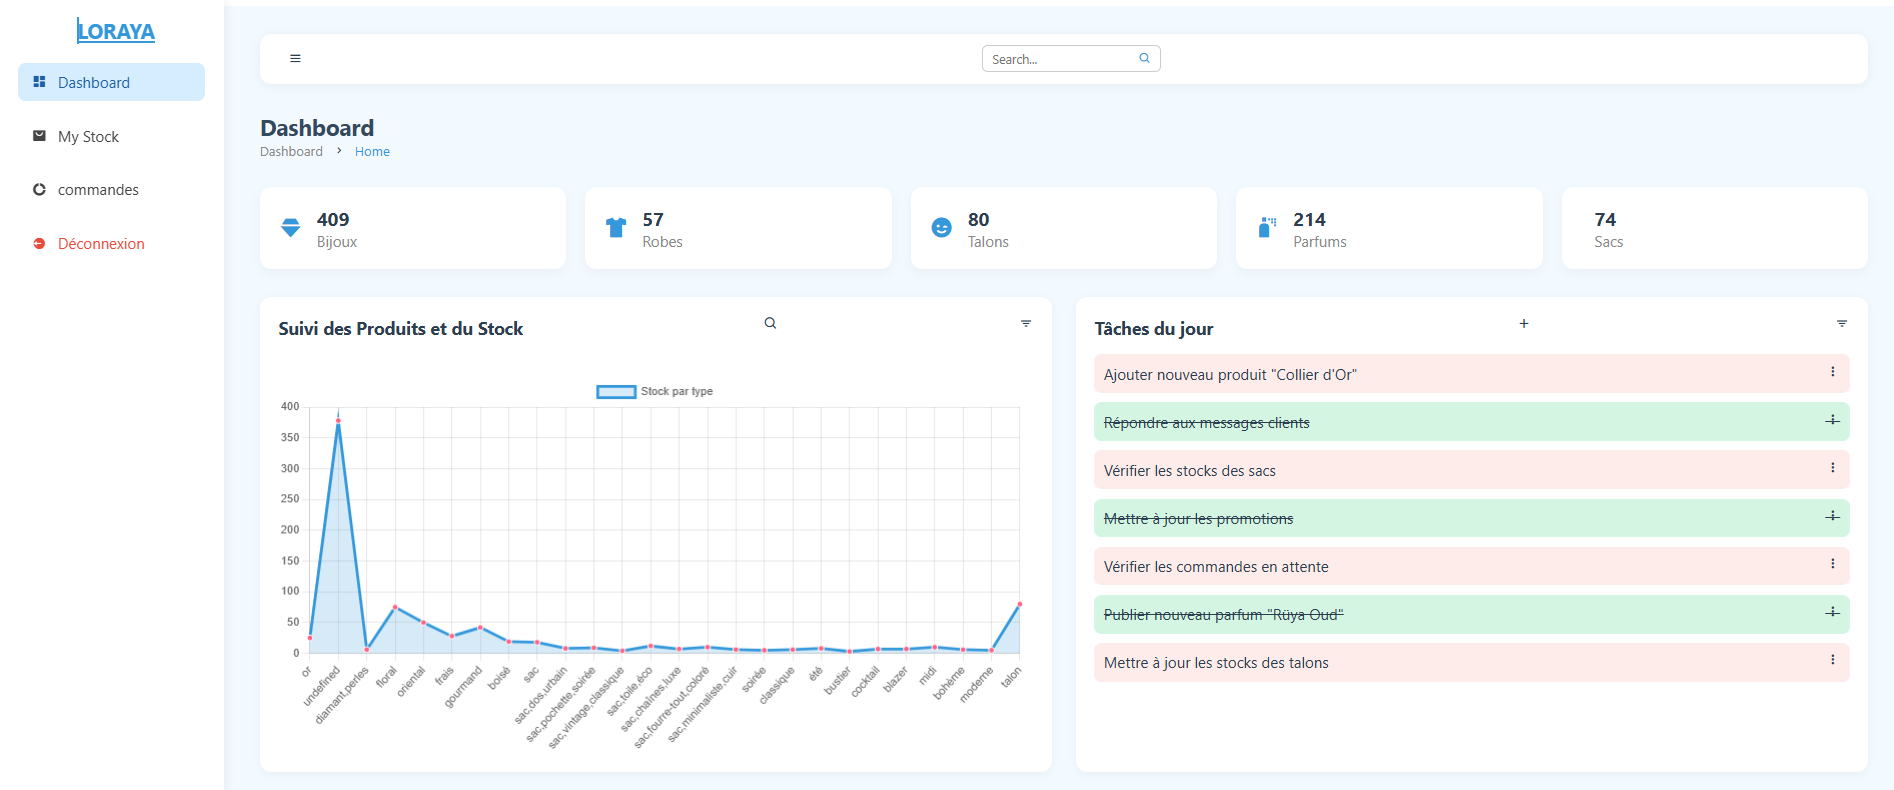 LORAYA
Dashboard
My Stock
commandes
Déconnexion
Search...
Dashboard
Dashboard > Home
409
Bijoux
57
Robes
80
Talons
214
Parfums
74
Sacs
Suivi des Produits et du Stock
Stock par type
400
350
300
250
200
150
100
50
0
or
undefined
diamant,perles
floral
oriental
frais
gourmand
boisé
sac
sac,dos,urbain
sac,pochette,soirée
sac,vintage,classique
sac,toile,éco
sac,chaînes,luxe
sac,fourre-tout,coloré
sac,minimaliste,cuir
soirée
classique
été
bustier
cocktail
blazer
midi
bohème
moderne
talon
Tâches du jour
Ajouter nouveau produit "Collier d'Or"
Répondre aux messages clients
Vérifier les stocks des sacs
Mettre à jour les promotions
Vérifier les commandes en attente
Publier nouveau parfum "Rüya Oud"
Mettre à jour les stocks des talons